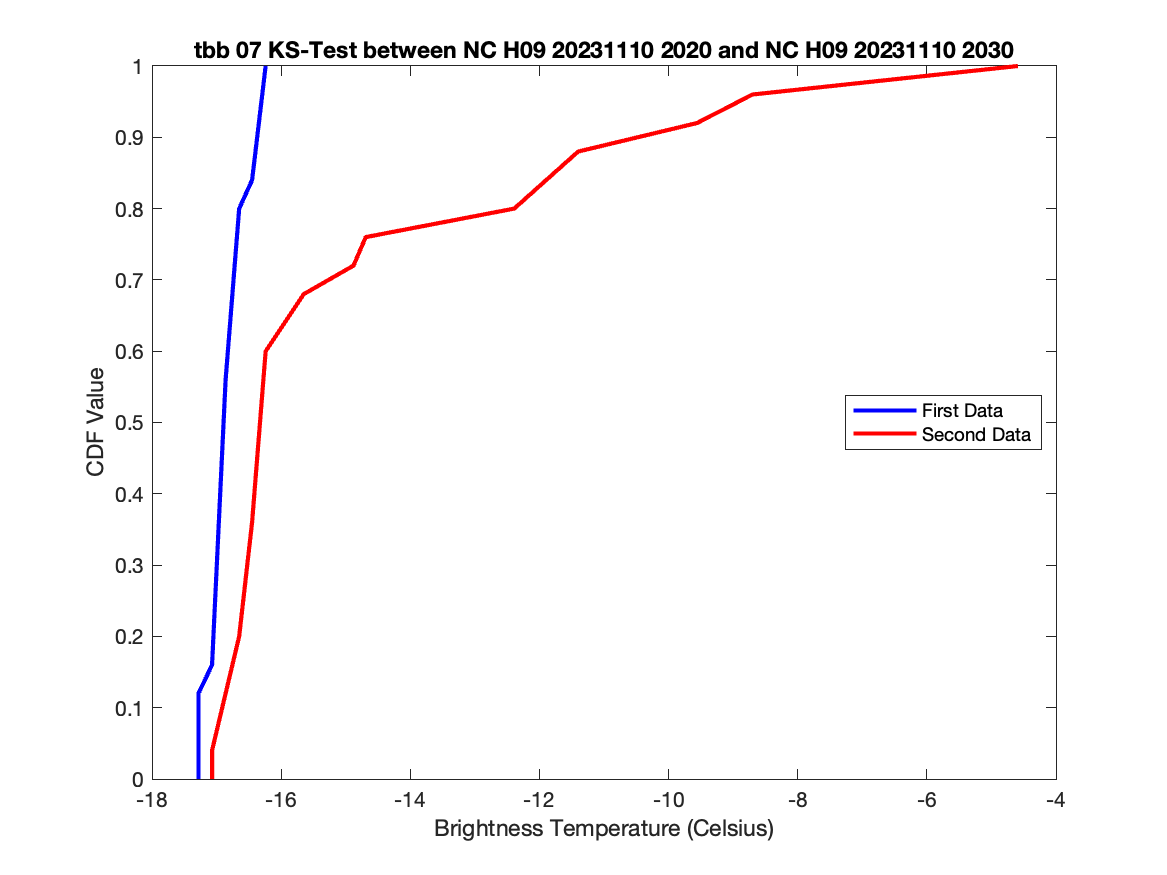 tbb 07 KS-Test between NC H09 20231110 2020 and NC H09 20231110 2030
1
0.9
0.8
0.7
0.6
0.5
0.4
0.3
0.2
0.1
0
CDF Value
First Data
Second Data
-18 -16 -14 -12 -10 -8 -6 -4
Brightness Temperature (Celsius)